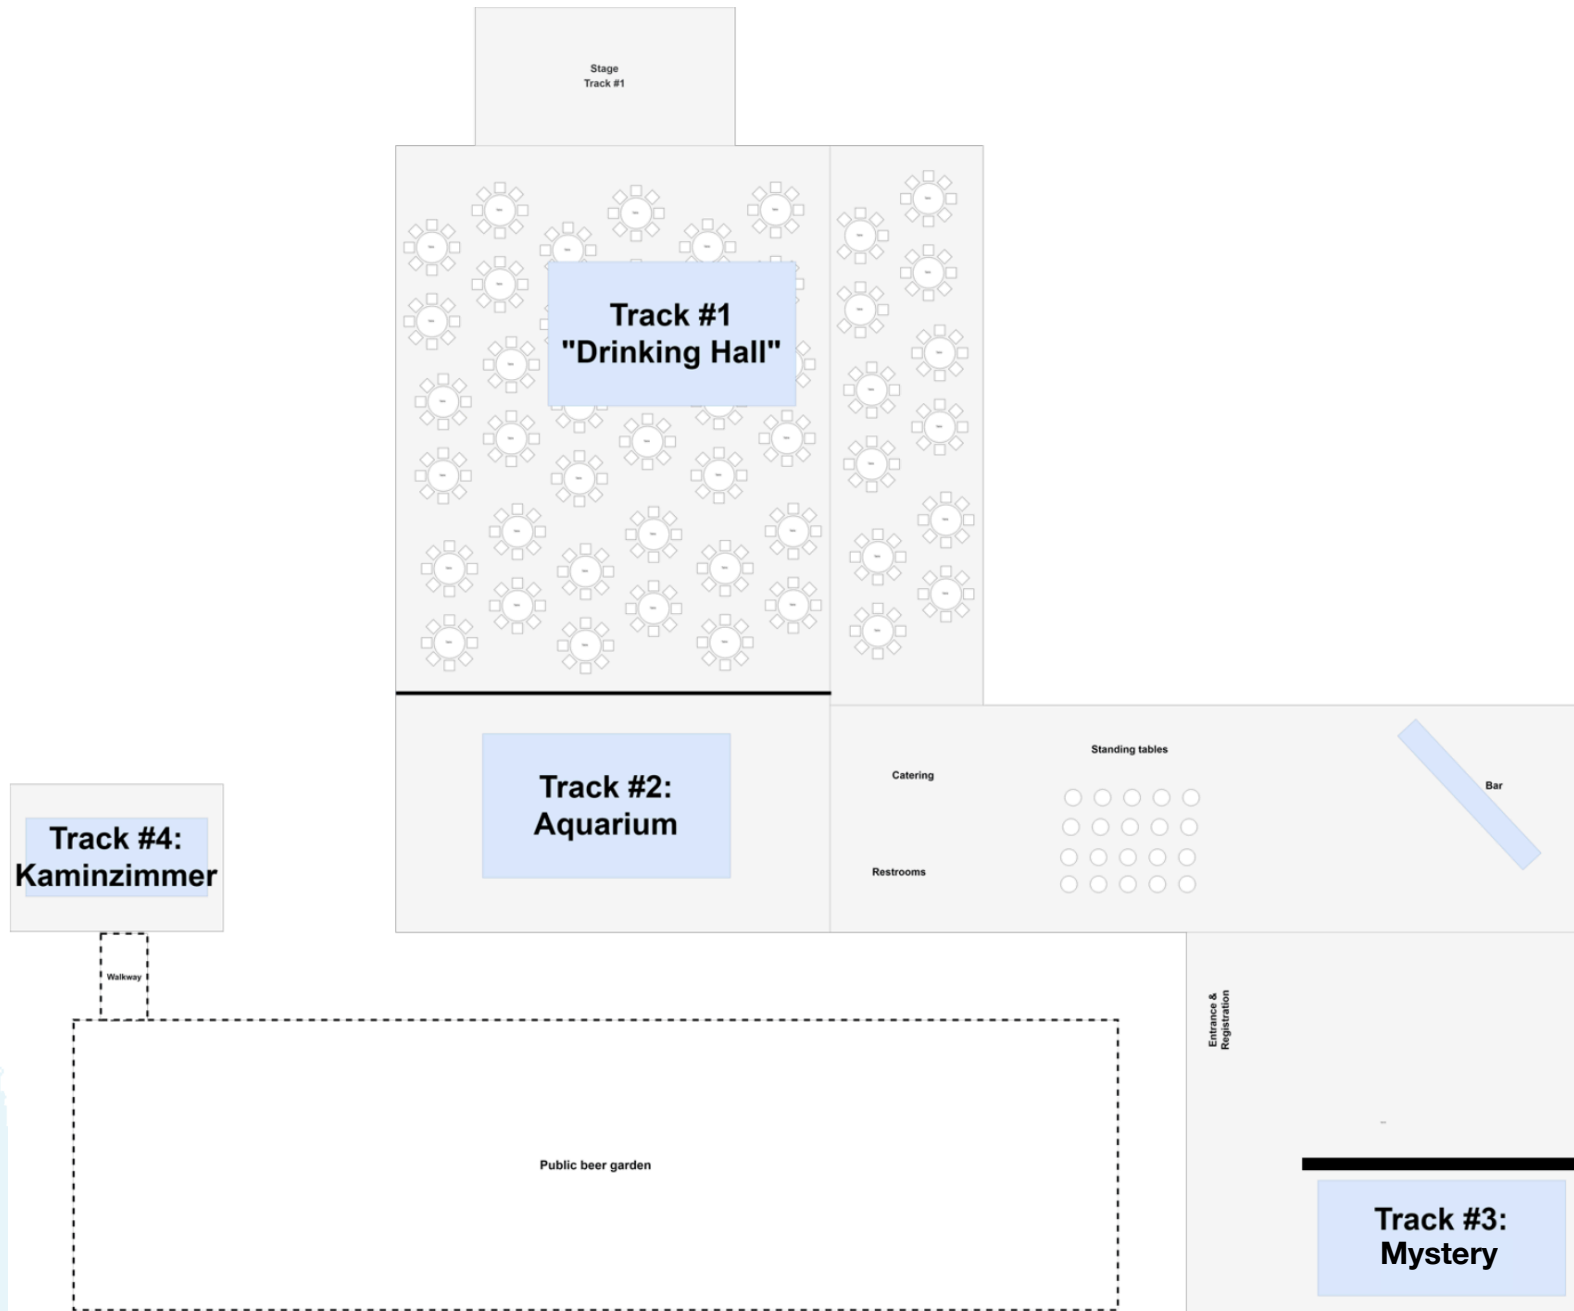 Stage
Track #1
Track #1
"Drinking Hall"
Standing tables
Catering
Bar
Track #2:
Aquarium
Track #4:
Kaminzimmer
Restrooms
Walkway
Entrance &
Registration
Public beer garden
Track #3:
Mystery